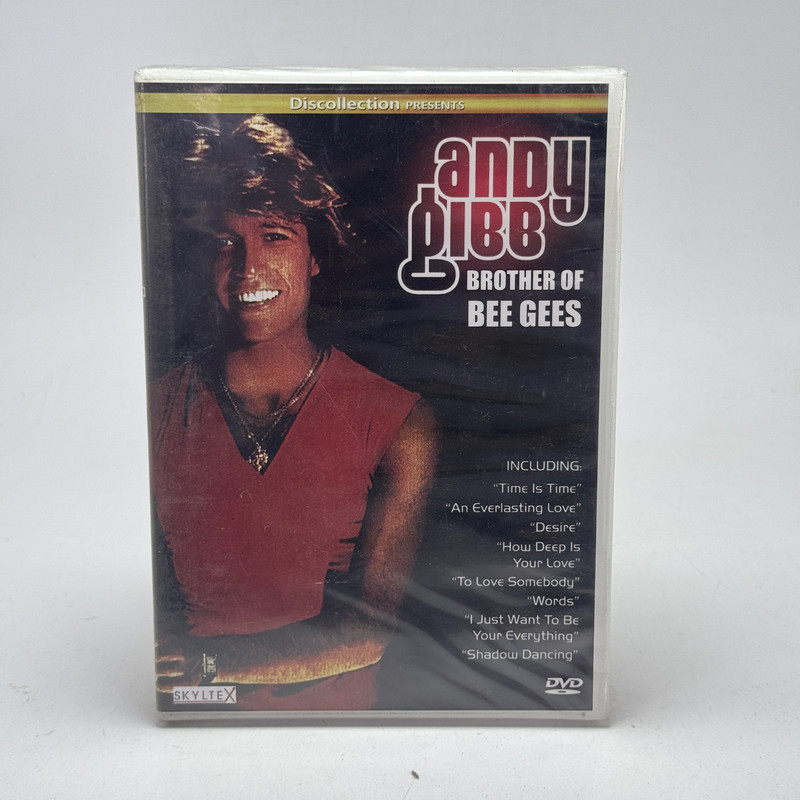 Discollection PRESENTS
andy
gibb
BROTHER OF
BEE GEES
INCLUDING:
"Time Is Time"
"An Everlasting Love"
"Desire"
"How Deep Is
Your Love"
"To Love Somebody"
"Words"
"I Just Want To Be
Your Everything"
"Shadow Dancing"
SKYLTEX
DVD